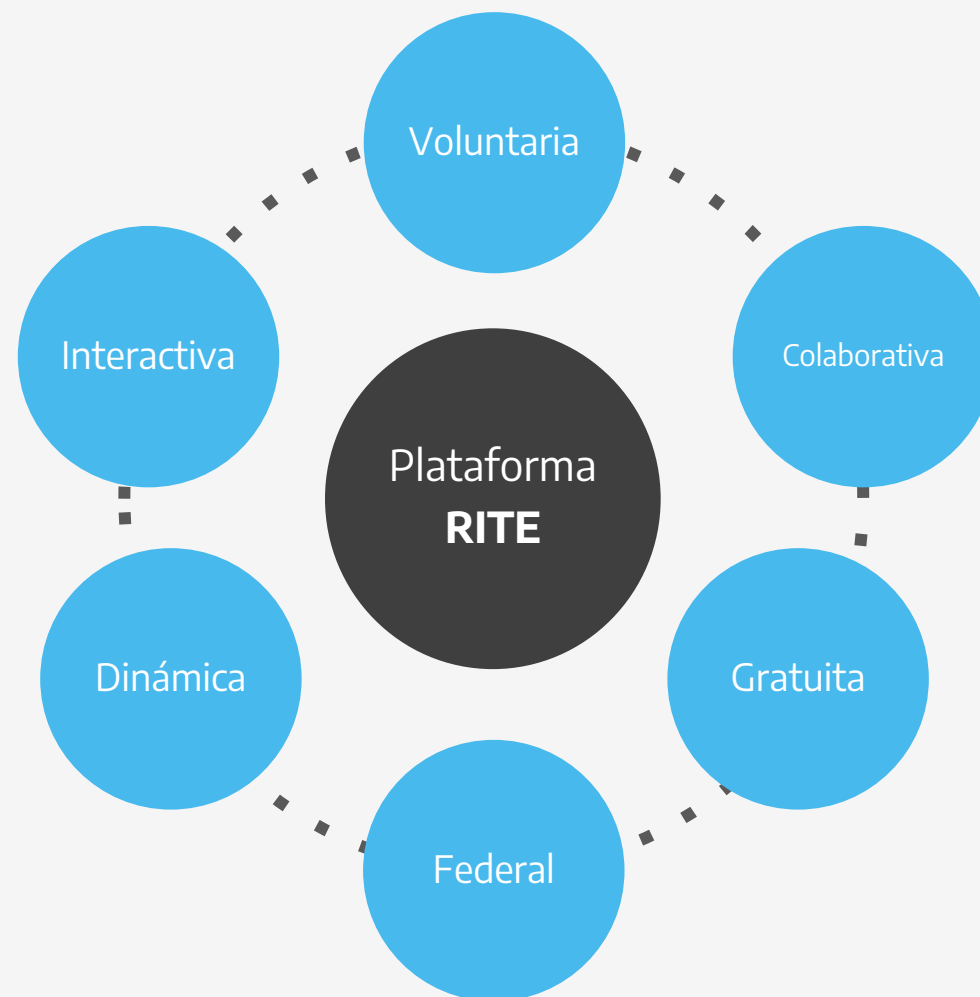 Voluntaria
Interactiva
Colaborativa
Plataforma
RITE
Dinámica
Gratuita
Federal